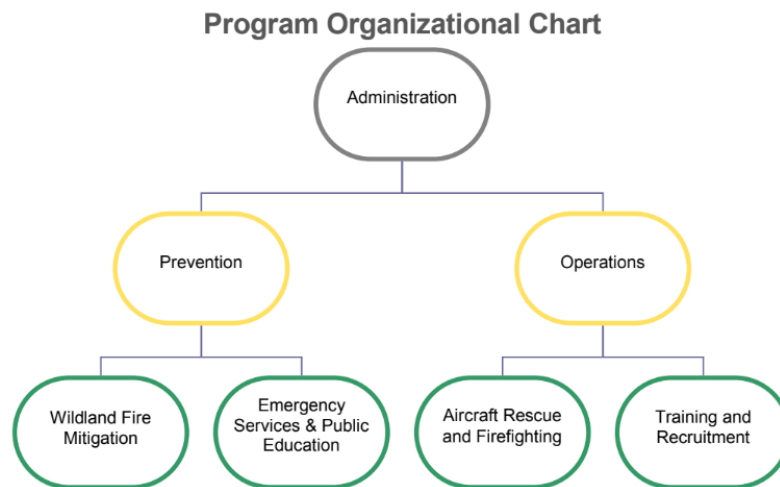 Program Organizational Chart
Administration
Prevention
Operations
Wildland Fire
Mitigation
Emergency
Services & Public
Education
Aircraft Rescue
and Firefighting
Training and
Recruitment